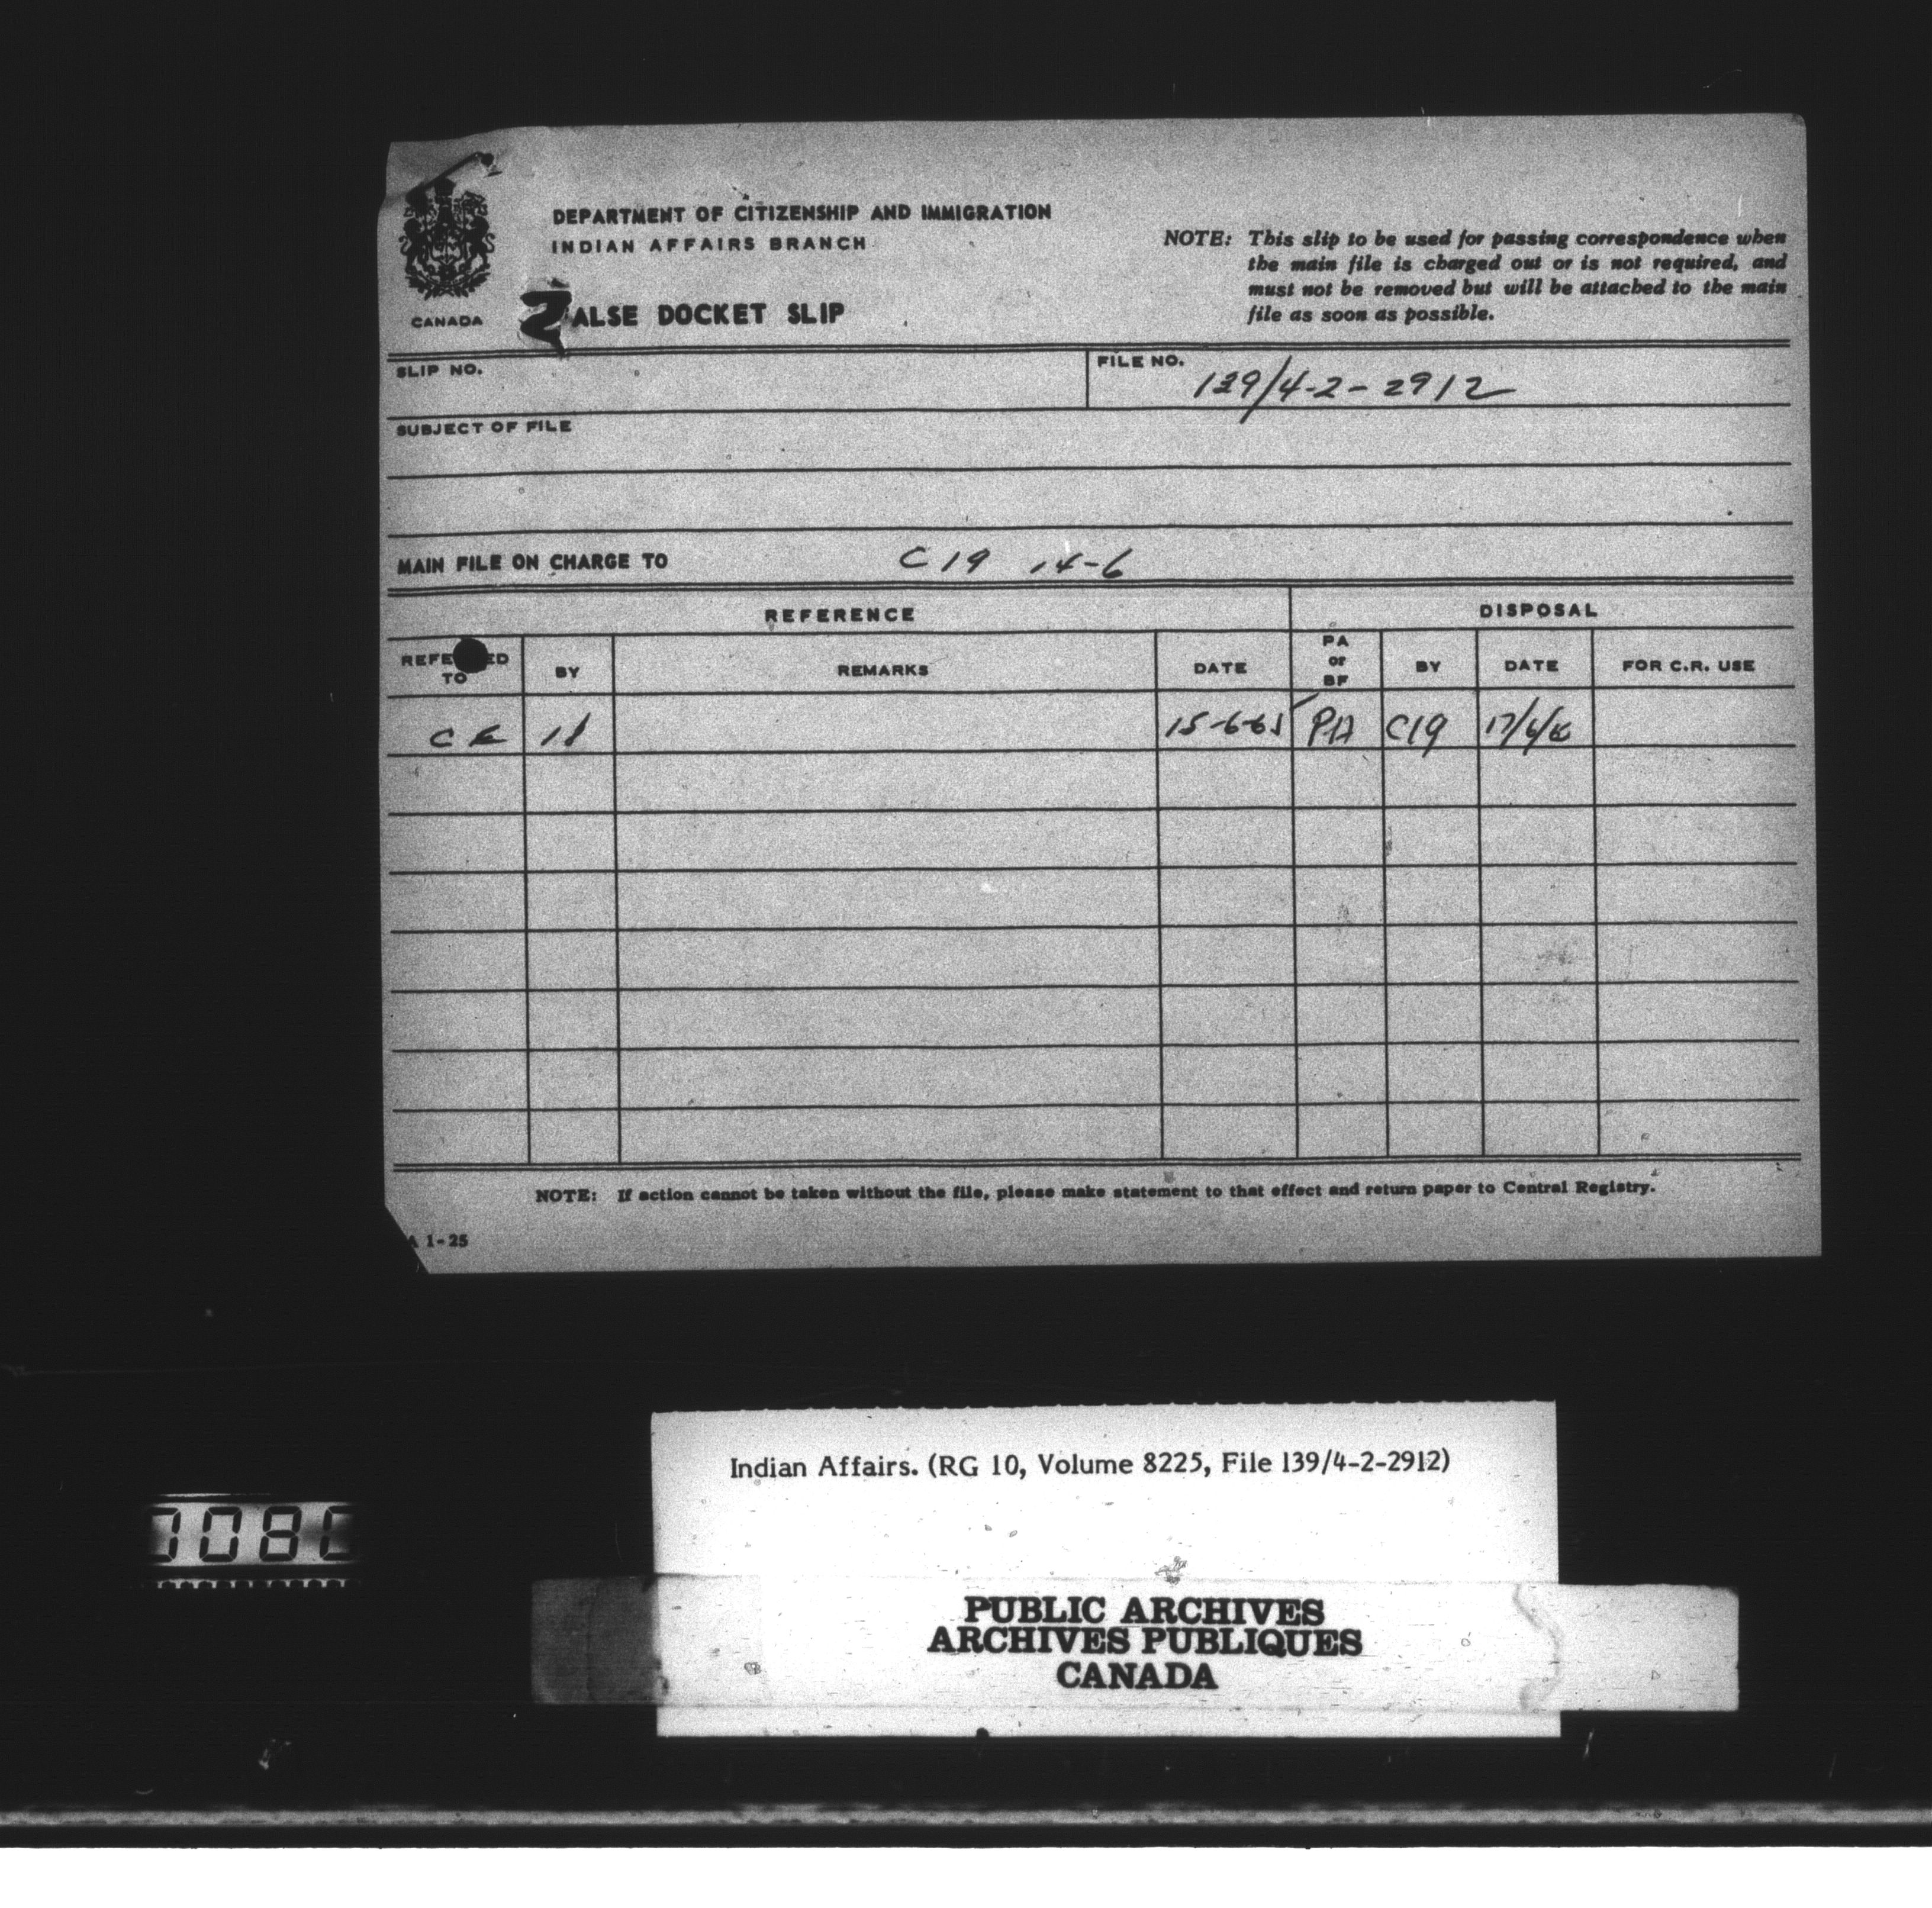 DEPARTMENT OF CITIZENSHIP AND IMMIGRATION
INDIAN AFFAIRS BRANCH
CANADA
ALSE DOCKET SLIP
NOTE: This slip to be used for passing correspondence when
the main file is charged out or is not required, and
must not be removed but will be attached to the main
file as soon as possible.
SLIP NO.
FILE NO. 139/4-2-2912
SUBJECT OF FILE
MAIN FILE ON CHARGE TO C19 14-6
REFERENCE DISPOSAL
TO BY REMARKS DATE PA or BF BY DATE FOR C.R. USE
15-6-65 PA C19
NOTE: If action cannot be taken without the file, please make statement to that effect and return paper to Central Registry.
A 1-25
Indian Affairs. (RG 10, Volume 8225, File 139/4-2-2912)
PUBLIC ARCHIVES
ARCHIVES PUBLIQUES
CANADA